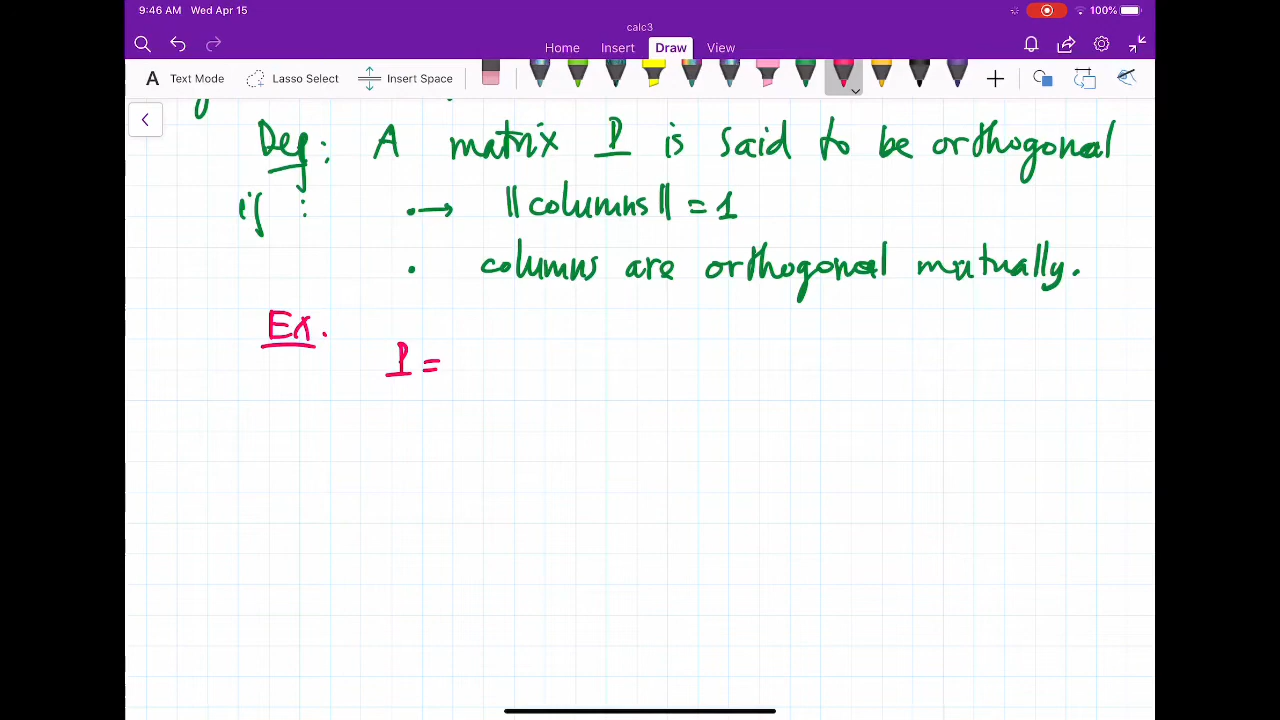 9:46 AM Wed Apr 15
100%
calc3
Home Insert Draw View
A Text Mode Lasso Select Insert Space
Def: A matrix P is said to be orthogonal
if : . → ||columns|| = 1
. columns are orthogonal mutually.
Ex.
P =